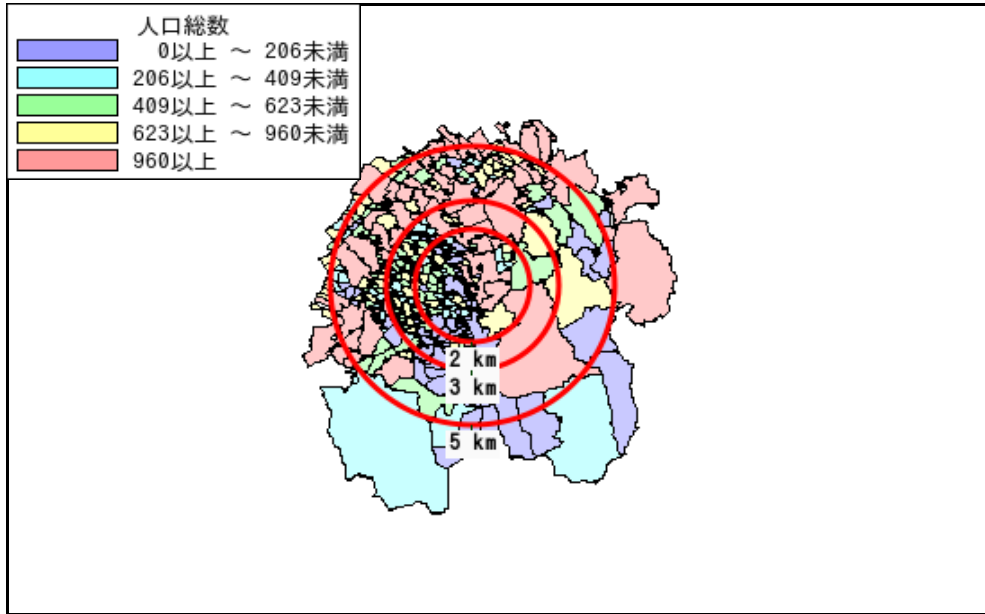 人口総数
0以上 ～ 206未満
206以上 ～ 409未満
409以上 ～ 623未満
623以上 ～ 960未満
960以上
2 km
3 km
5 km